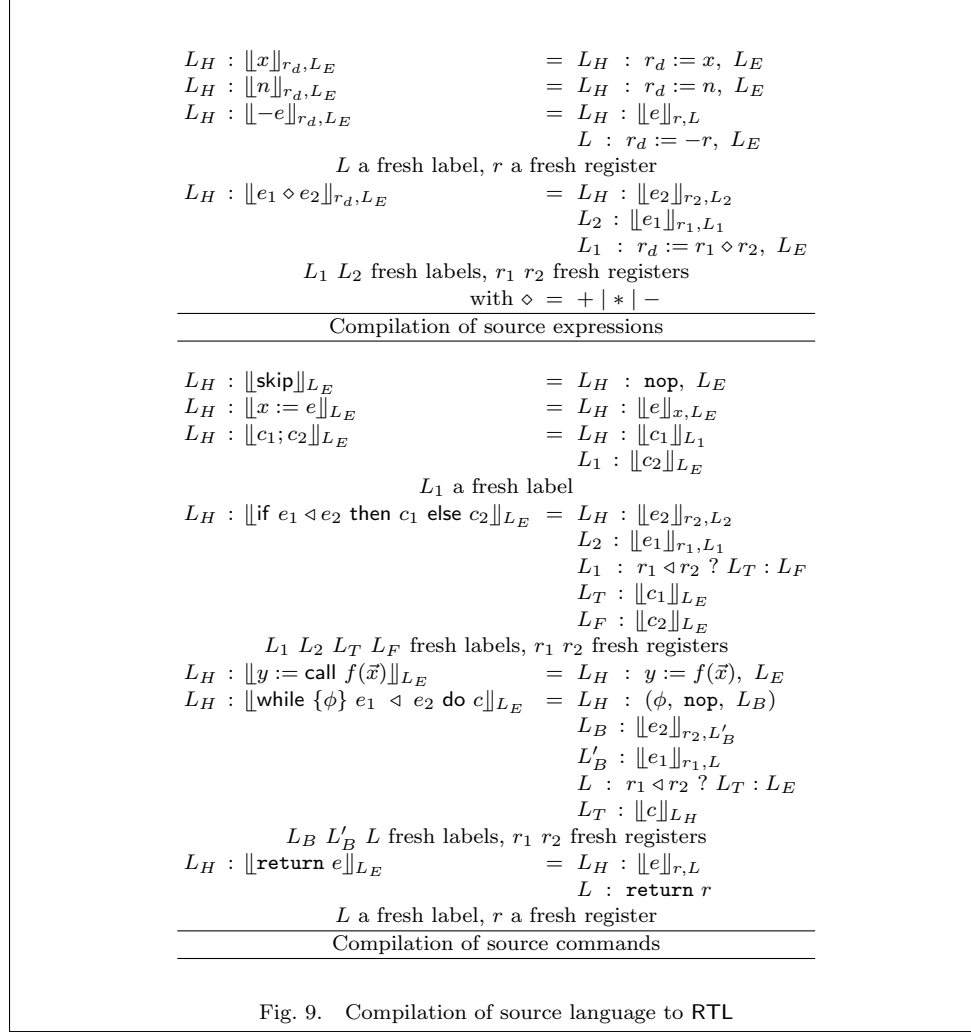 L_H : ⌊⌊x⌋⌋_{r_d, L_E} = L_H : r_d := x, L_E
L_H : ⌊⌊n⌋⌋_{r_d, L_E} = L_H : r_d := n, L_E
L_H : ⌊⌊−e⌋⌋_{r_d, L_E} = L_H : ⌊⌊e⌋⌋_{r, L}
L : r_d := −r, L_E
L a fresh label, r a fresh register
L_H : ⌊⌊e_1 ⋄ e_2⌋⌋_{r_d, L_E} = L_H : ⌊⌊e_2⌋⌋_{r_2, L_2}
L_2 : ⌊⌊e_1⌋⌋_{r_1, L_1}
L_1 : r_d := r_1 ⋄ r_2, L_E
L_1 L_2 fresh labels, r_1 r_2 fresh registers
with ⋄ = + | ∗ | −
Compilation of source expressions
L_H : ⌊⌊skip⌋⌋_{L_E} = L_H : nop, L_E
L_H : ⌊⌊x := e⌋⌋_{L_E} = L_H : ⌊⌊e⌋⌋_{x, L_E}
L_H : ⌊⌊c_1; c_2⌋⌋_{L_E} = L_H : ⌊⌊c_1⌋⌋_{L_1}
L_1 : ⌊⌊c_2⌋⌋_{L_E}
L_1 a fresh label
L_H : ⌊⌊if e_1 ◃ e_2 then c_1 else c_2⌋⌋_{L_E} = L_H : ⌊⌊e_2⌋⌋_{r_2, L_2}
L_2 : ⌊⌊e_1⌋⌋_{r_1, L_1}
L_1 : r_1 ◃ r_2 ? L_T : L_F
L_T : ⌊⌊c_1⌋⌋_{L_E}
L_F : ⌊⌊c_2⌋⌋_{L_E}
L_1 L_2 L_T L_F fresh labels, r_1 r_2 fresh registers
L_H : ⌊⌊y := call f(x⃗)⌋⌋_{L_E} = L_H : y := f(x⃗), L_E
L_H : ⌊⌊while {ϕ} e_1 ◃ e_2 do c⌋⌋_{L_E} = L_H : (ϕ, nop, L_B)
L_B : ⌊⌊e_2⌋⌋_{r_2, L'_B}
L'_B : ⌊⌊e_1⌋⌋_{r_1, L}
L : r_1 ◃ r_2 ? L_T : L_E
L_T : ⌊⌊c⌋⌋_{L_H}
L_B L'_B L fresh labels, r_1 r_2 fresh registers
L_H : ⌊⌊return e⌋⌋_{L_E} = L_H : ⌊⌊e⌋⌋_{r, L}
L : return r
L a fresh label, r a fresh register
Compilation of source commands
Fig. 9. Compilation of source language to RTL